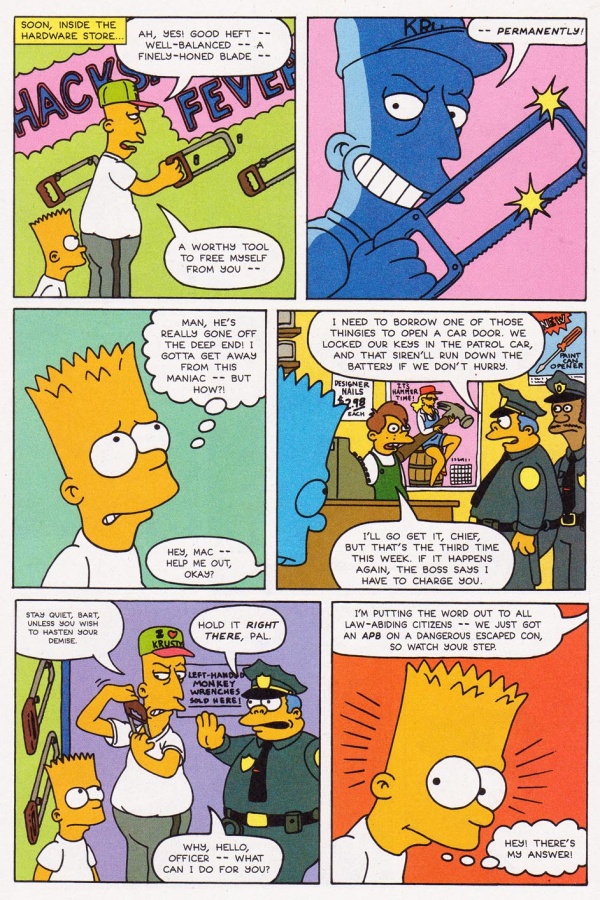 SOON, INSIDE THE
HARDWARE STORE...
AH, YES! GOOD HEFT --
WELL-BALANCED -- A
FINELY-HONED BLADE --
HACKS
FEVER
A WORTHY TOOL
TO FREE MYSELF
FROM YOU --
-- PERMANENTLY!
KRU
MAN, HE'S
REALLY GONE OFF
THE DEEP END! I
GOTTA GET AWAY
FROM THIS
MANIAC -- BUT
HOW?!
HEY, MAC --
HELP ME OUT,
OKAY?
I NEED TO BORROW ONE OF THOSE
THINGIES TO OPEN A CAR DOOR. WE
LOCKED OUR KEYS IN THE PATROL CAR,
AND THAT SIREN'LL RUN DOWN THE
BATTERY IF WE DON'T HURRY.
NEW
PAINT
CAN
OPENER
DESIGNER
NAILS
$2.98
EACH
IT'S
HAMMER
TIME!
I'LL GO GET IT, CHIEF,
BUT THAT'S THE THIRD TIME
THIS WEEK. IF IT HAPPENS
AGAIN, THE BOSS SAYS I
HAVE TO CHARGE YOU.
STAY QUIET, BART,
UNLESS YOU WISH
TO HASTEN YOUR
DEMISE.
I ♥
KRUSTY
HOLD IT RIGHT
THERE, PAL.
LEFT-HANDED
MONKEY
WRENCHES
SOLD HERE!
WHY, HELLO,
OFFICER -- WHAT
CAN I DO FOR YOU?
I'M PUTTING THE WORD OUT TO ALL
LAW-ABIDING CITIZENS -- WE JUST GOT
AN APB ON A DANGEROUS ESCAPED CON,
SO WATCH YOUR STEP.
HEY! THERE'S
MY ANSWER!